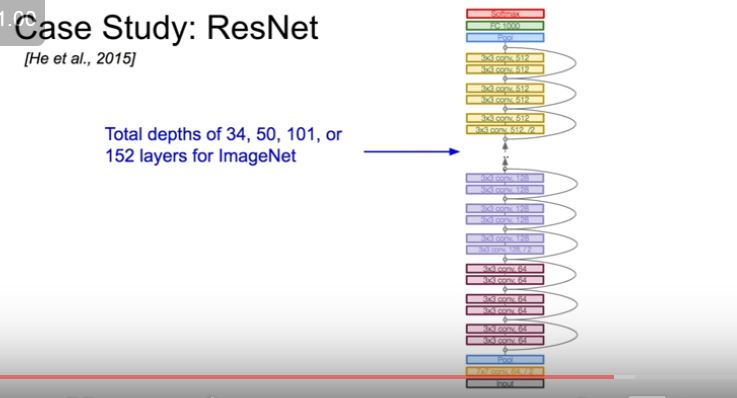 1.00
Case Study: ResNet
[He et al., 2015]
Total depths of 34, 50, 101, or
152 layers for ImageNet
Softmax
FC 1000
Pool
3x3 conv, 512
3x3 conv, 512
3x3 conv, 512
3x3 conv, 512
3x3 conv, 512
3x3 conv, 512, /2
3x3 conv, 128
3x3 conv, 128
3x3 conv, 128
3x3 conv, 128
3x3 conv, 128
3x3 conv, 128, / 2
3x3 conv, 64
3x3 conv, 64
3x3 conv, 64
3x3 conv, 64
3x3 conv, 64
3x3 conv, 64
Pool
7x7 conv, 64, / 2
Input